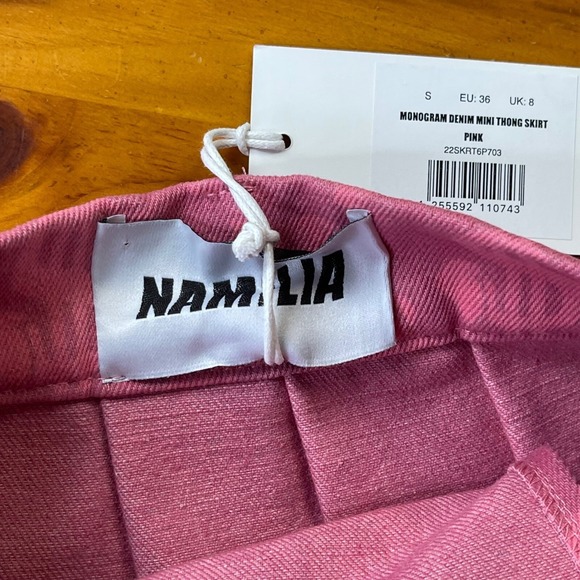 S EU: 36 UK: 8
MONOGRAM DENIM MINI THONG SKIRT
PINK
22SKRT6P703
255592 110743
NAMILIA